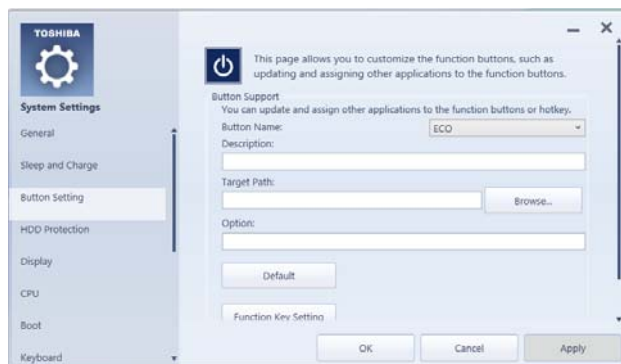 TOSHIBA
System Settings
General
Sleep and Charge
Button Setting
HDD Protection
Display
CPU
Boot
Keyboard
This page allows you to customize the function buttons, such as
updating and assigning other applications to the function buttons.
Button Support
You can update and assign other applications to the function buttons or hotkey.
Button Name:
ECO
Description:
Target Path:
Browse...
Option:
Default
Function Key Setting
OK
Cancel
Apply